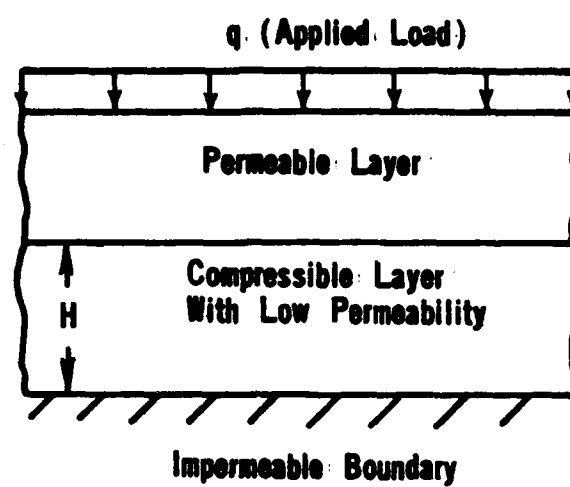 q (Applied Load)
Permeable Layer
Compressible Layer
With Low Permeability
H
Impermeable Boundary